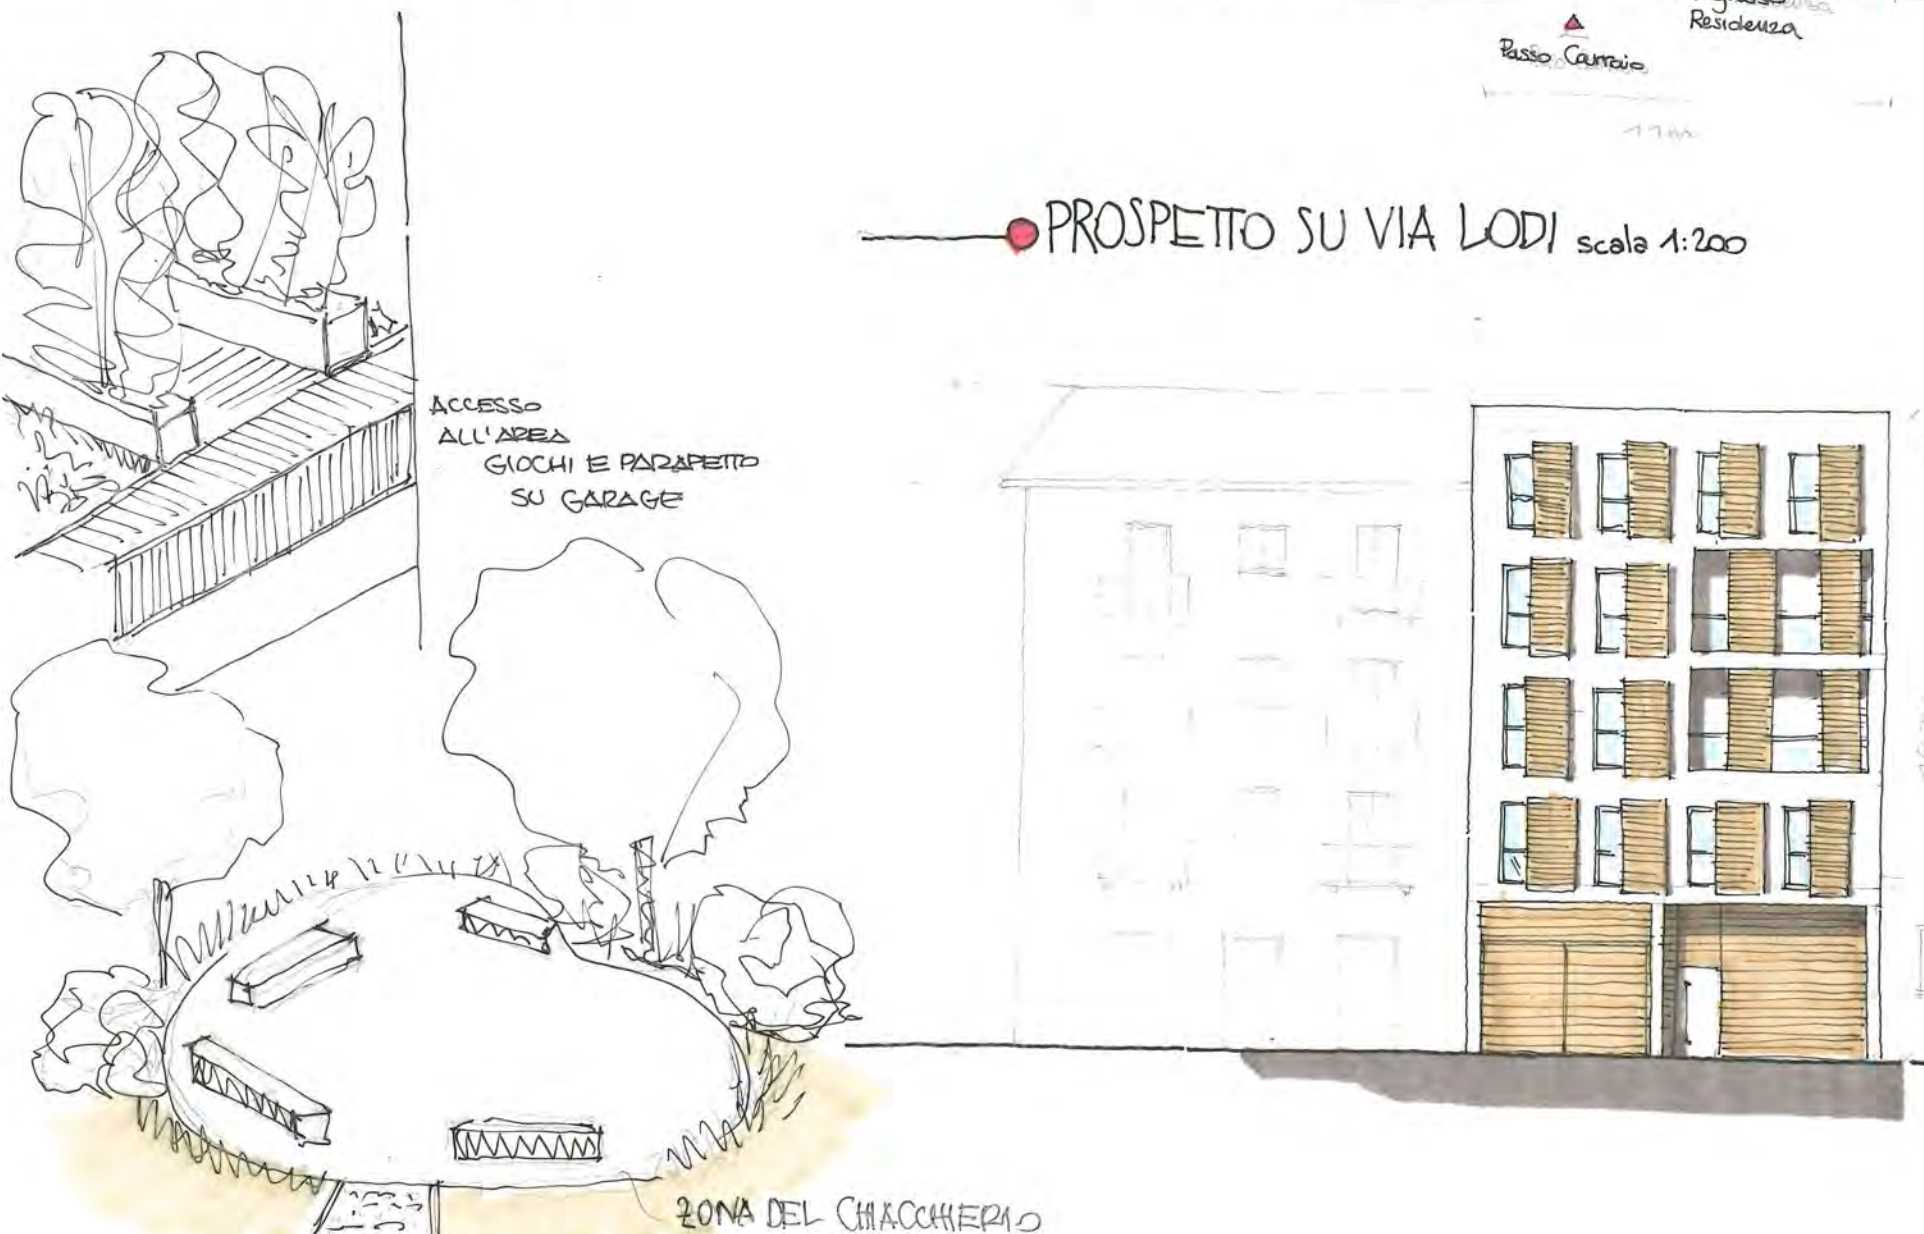 Residenza
Passo Carraio
PROSPETTO SU VIA LODI scala 1:200
ACCESSO
ALL'AREA
GIOCHI E PARAPETTO
SU GARAGE
ZONA DEL CHIACCHIERIO